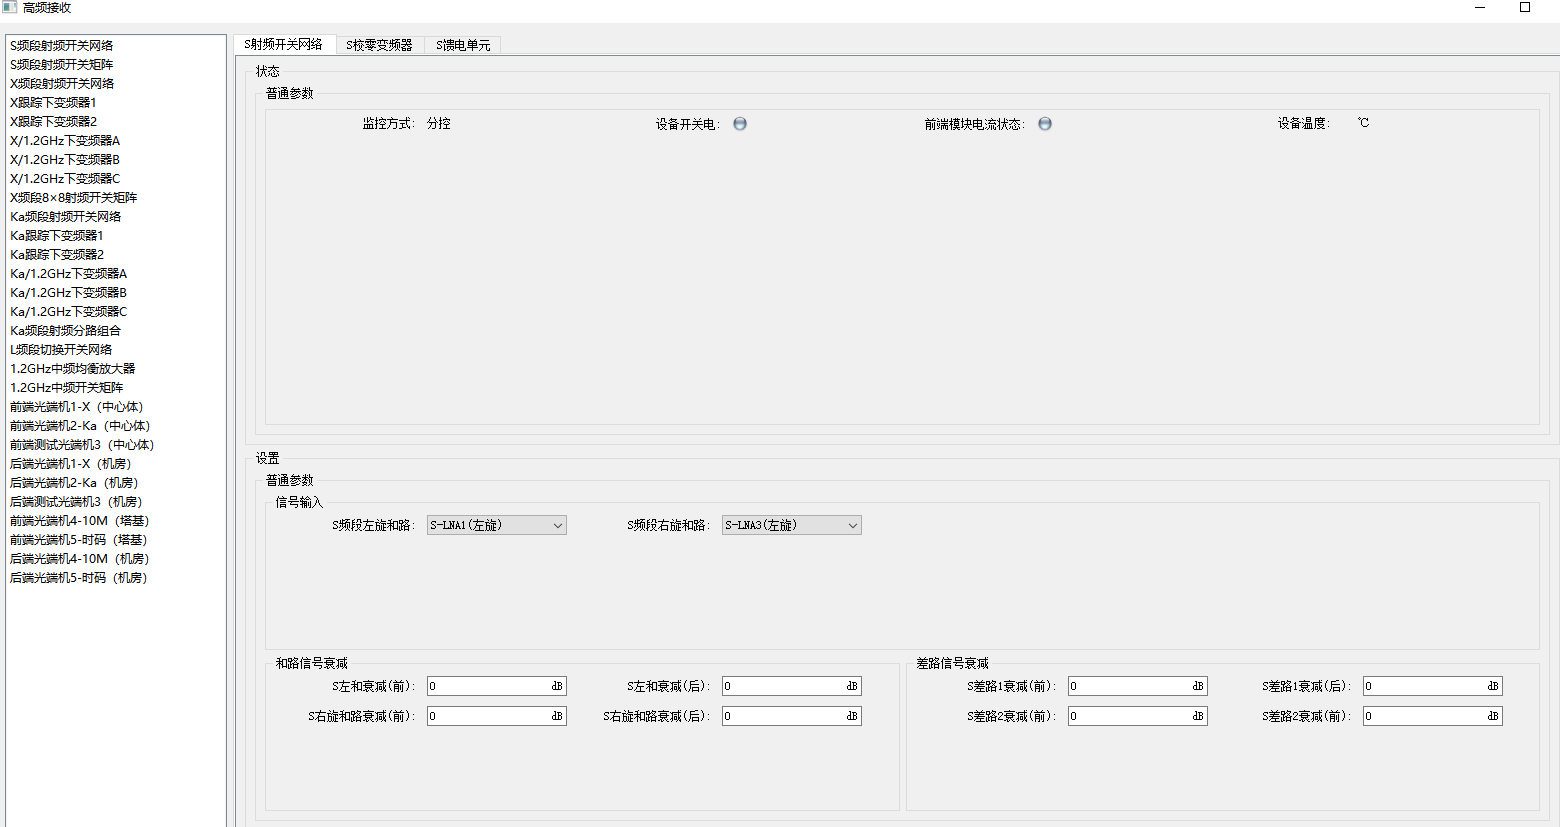 高频接收
S频段射频开关网络
S频段射频开关矩阵
X频段射频开关网络
X跟踪下变频器1
X跟踪下变频器2
X/1.2GHz下变频器A
X/1.2GHz下变频器B
X/1.2GHz下变频器C
X频段8×8射频开关矩阵
Ka频段射频开关网络
Ka跟踪下变频器1
Ka跟踪下变频器2
Ka/1.2GHz下变频器A
Ka/1.2GHz下变频器B
Ka/1.2GHz下变频器C
Ka频段射频分路组合
L频段切换开关网络
1.2GHz中频均衡放大器
1.2GHz中频开关矩阵
前端光端机1-X（中心体）
前端光端机2-Ka（中心体）
前端测试光端机3（中心体）
后端光端机1-X（机房）
后端光端机2-Ka（机房）
后端测试光端机3（机房）
前端光端机4-10M（塔基）
前端光端机5-时码（塔基）
后端光端机4-10M（机房）
后端光端机5-时码（机房）
S射频开关网络 S校零变频器 S馈电单元
状态
普通参数
监控方式: 分控 设备开关电: 前端模块电流状态: 设备温度: ℃
设置
普通参数
信号输入
S频段左旋和路: S-LNA1(左旋) S频段右旋和路: S-LNA3(左旋)
和路信号衰减
S左和衰减(前): 0 dB S左和衰减(后): 0 dB
S右旋和路衰减(前): 0 dB S右旋和路衰减(后): 0 dB
差路信号衰减
S差路1衰减(前): 0 dB S差路1衰减(后): 0 dB
S差路2衰减(前): 0 dB S差路2衰减(前): 0 dB